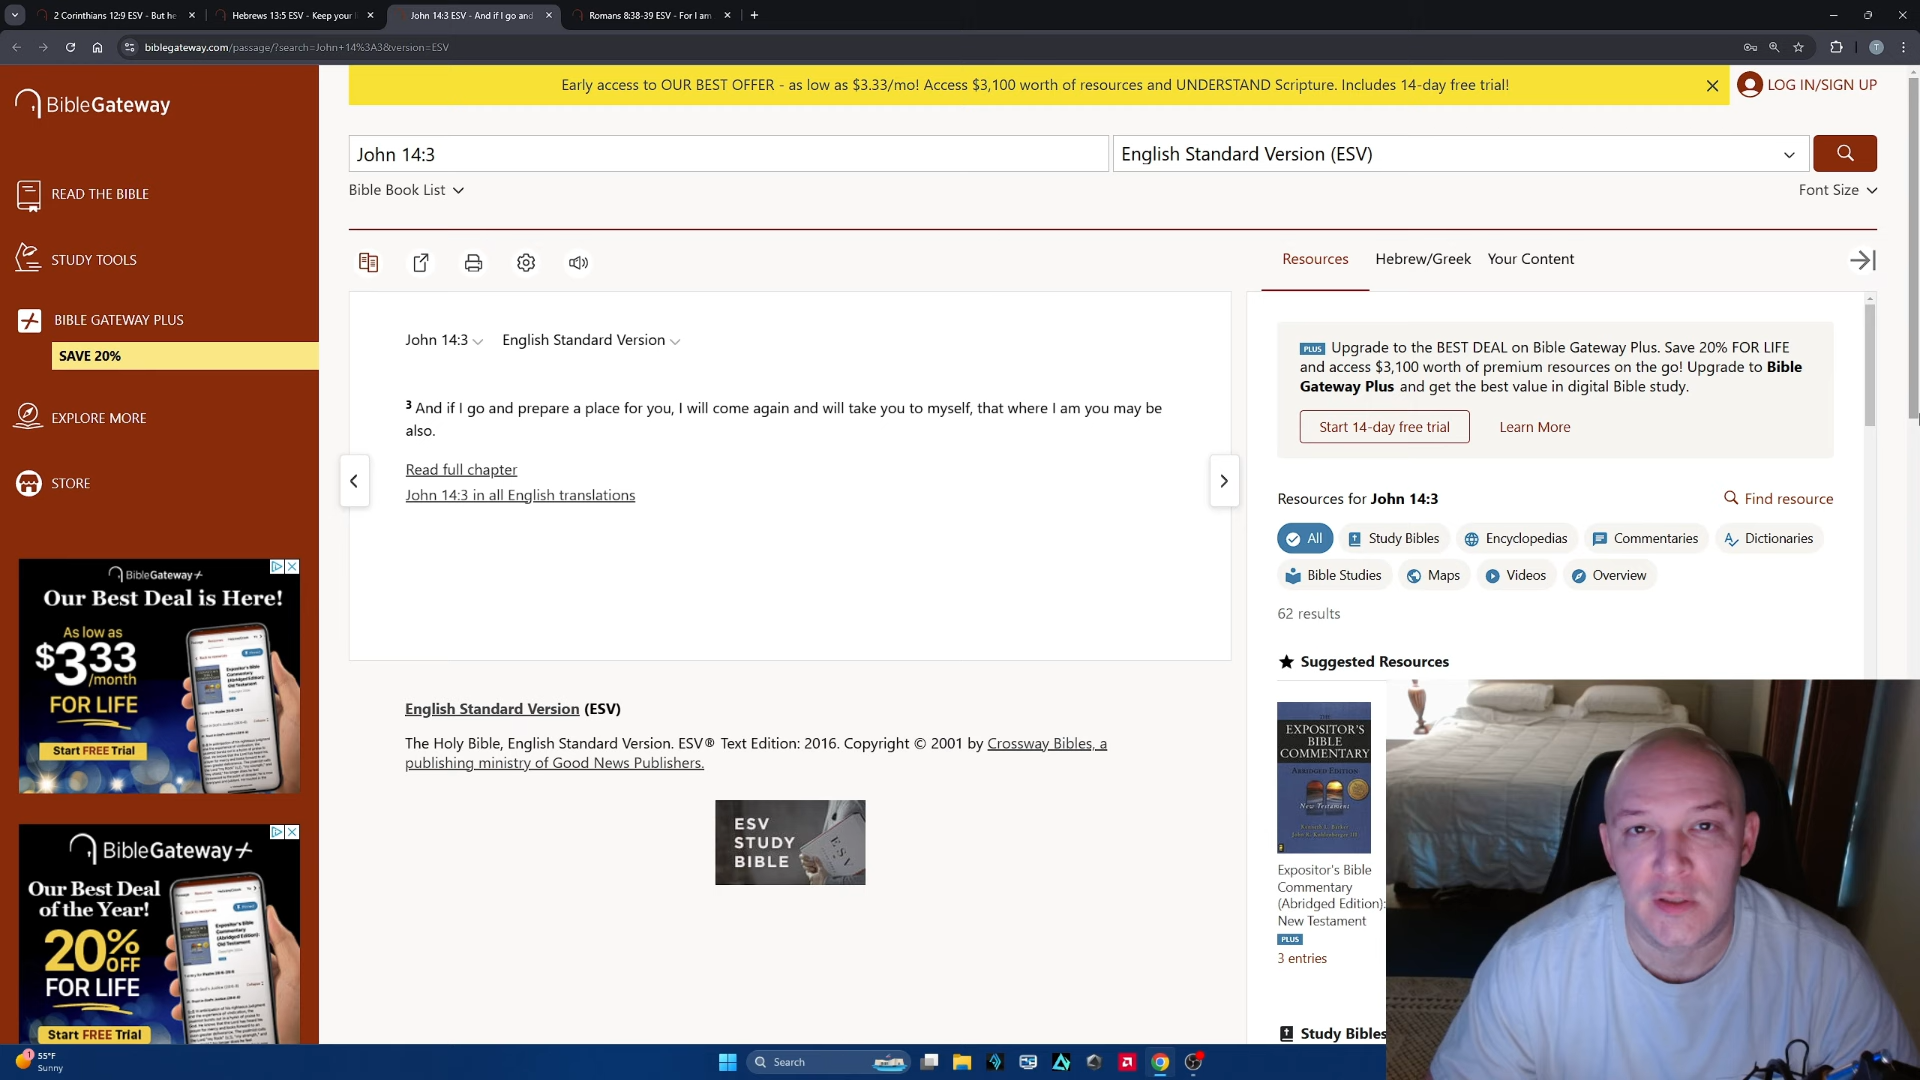 2 Corinthians 12:9 ESV - But he
Hebrews 13:5 ESV - Keep your l
John 14:3 ESV - And if I go and
Romans 8:38-39 ESV - For I am
biblegateway.com/passage/?search=John+14%3A3&version=ESV
T
BibleGateway
Early access to OUR BEST OFFER - as low as $3.33/mo! Access $3,100 worth of resources and UNDERSTAND Scripture. Includes 14-day free trial!
LOG IN/SIGN UP
John 14:3
English Standard Version (ESV)
Bible Book List
Font Size
READ THE BIBLE
STUDY TOOLS
BIBLE GATEWAY PLUS
SAVE 20%
EXPLORE MORE
STORE
Resources
Hebrew/Greek
Your Content
John 14:3
English Standard Version
3 And if I go and prepare a place for you, I will come again and will take you to myself, that where I am you may be
also.
Read full chapter
John 14:3 in all English translations
English Standard Version (ESV)
The Holy Bible, English Standard Version. ESV® Text Edition: 2016. Copyright © 2001 by Crossway Bibles, a
publishing ministry of Good News Publishers.
ESV
STUDY
BIBLE
PLUS Upgrade to the BEST DEAL on Bible Gateway Plus. Save 20% FOR LIFE
and access $3,100 worth of premium resources on the go! Upgrade to Bible
Gateway Plus and get the best value in digital Bible study.
Start 14-day free trial
Learn More
Resources for John 14:3
Find resource
All
Study Bibles
Encyclopedias
Commentaries
Dictionaries
Bible Studies
Maps
Videos
Overview
62 results
Suggested Resources
THE
EXPOSITOR'S
BIBLE
COMMENTARY
ABRIDGED EDITION
New Testament
Expositor's Bible
Commentary
(Abridged Edition):
New Testament
PLUS
3 entries
Study Bibles
BibleGateway+
Our Best Deal is Here!
As low as
$3.33
/month
FOR LIFE
Start FREE Trial
BibleGateway+
Our Best Deal
of the Year!
20% OFF
FOR LIFE
Start FREE Trial
1
55°F
Sunny
Search